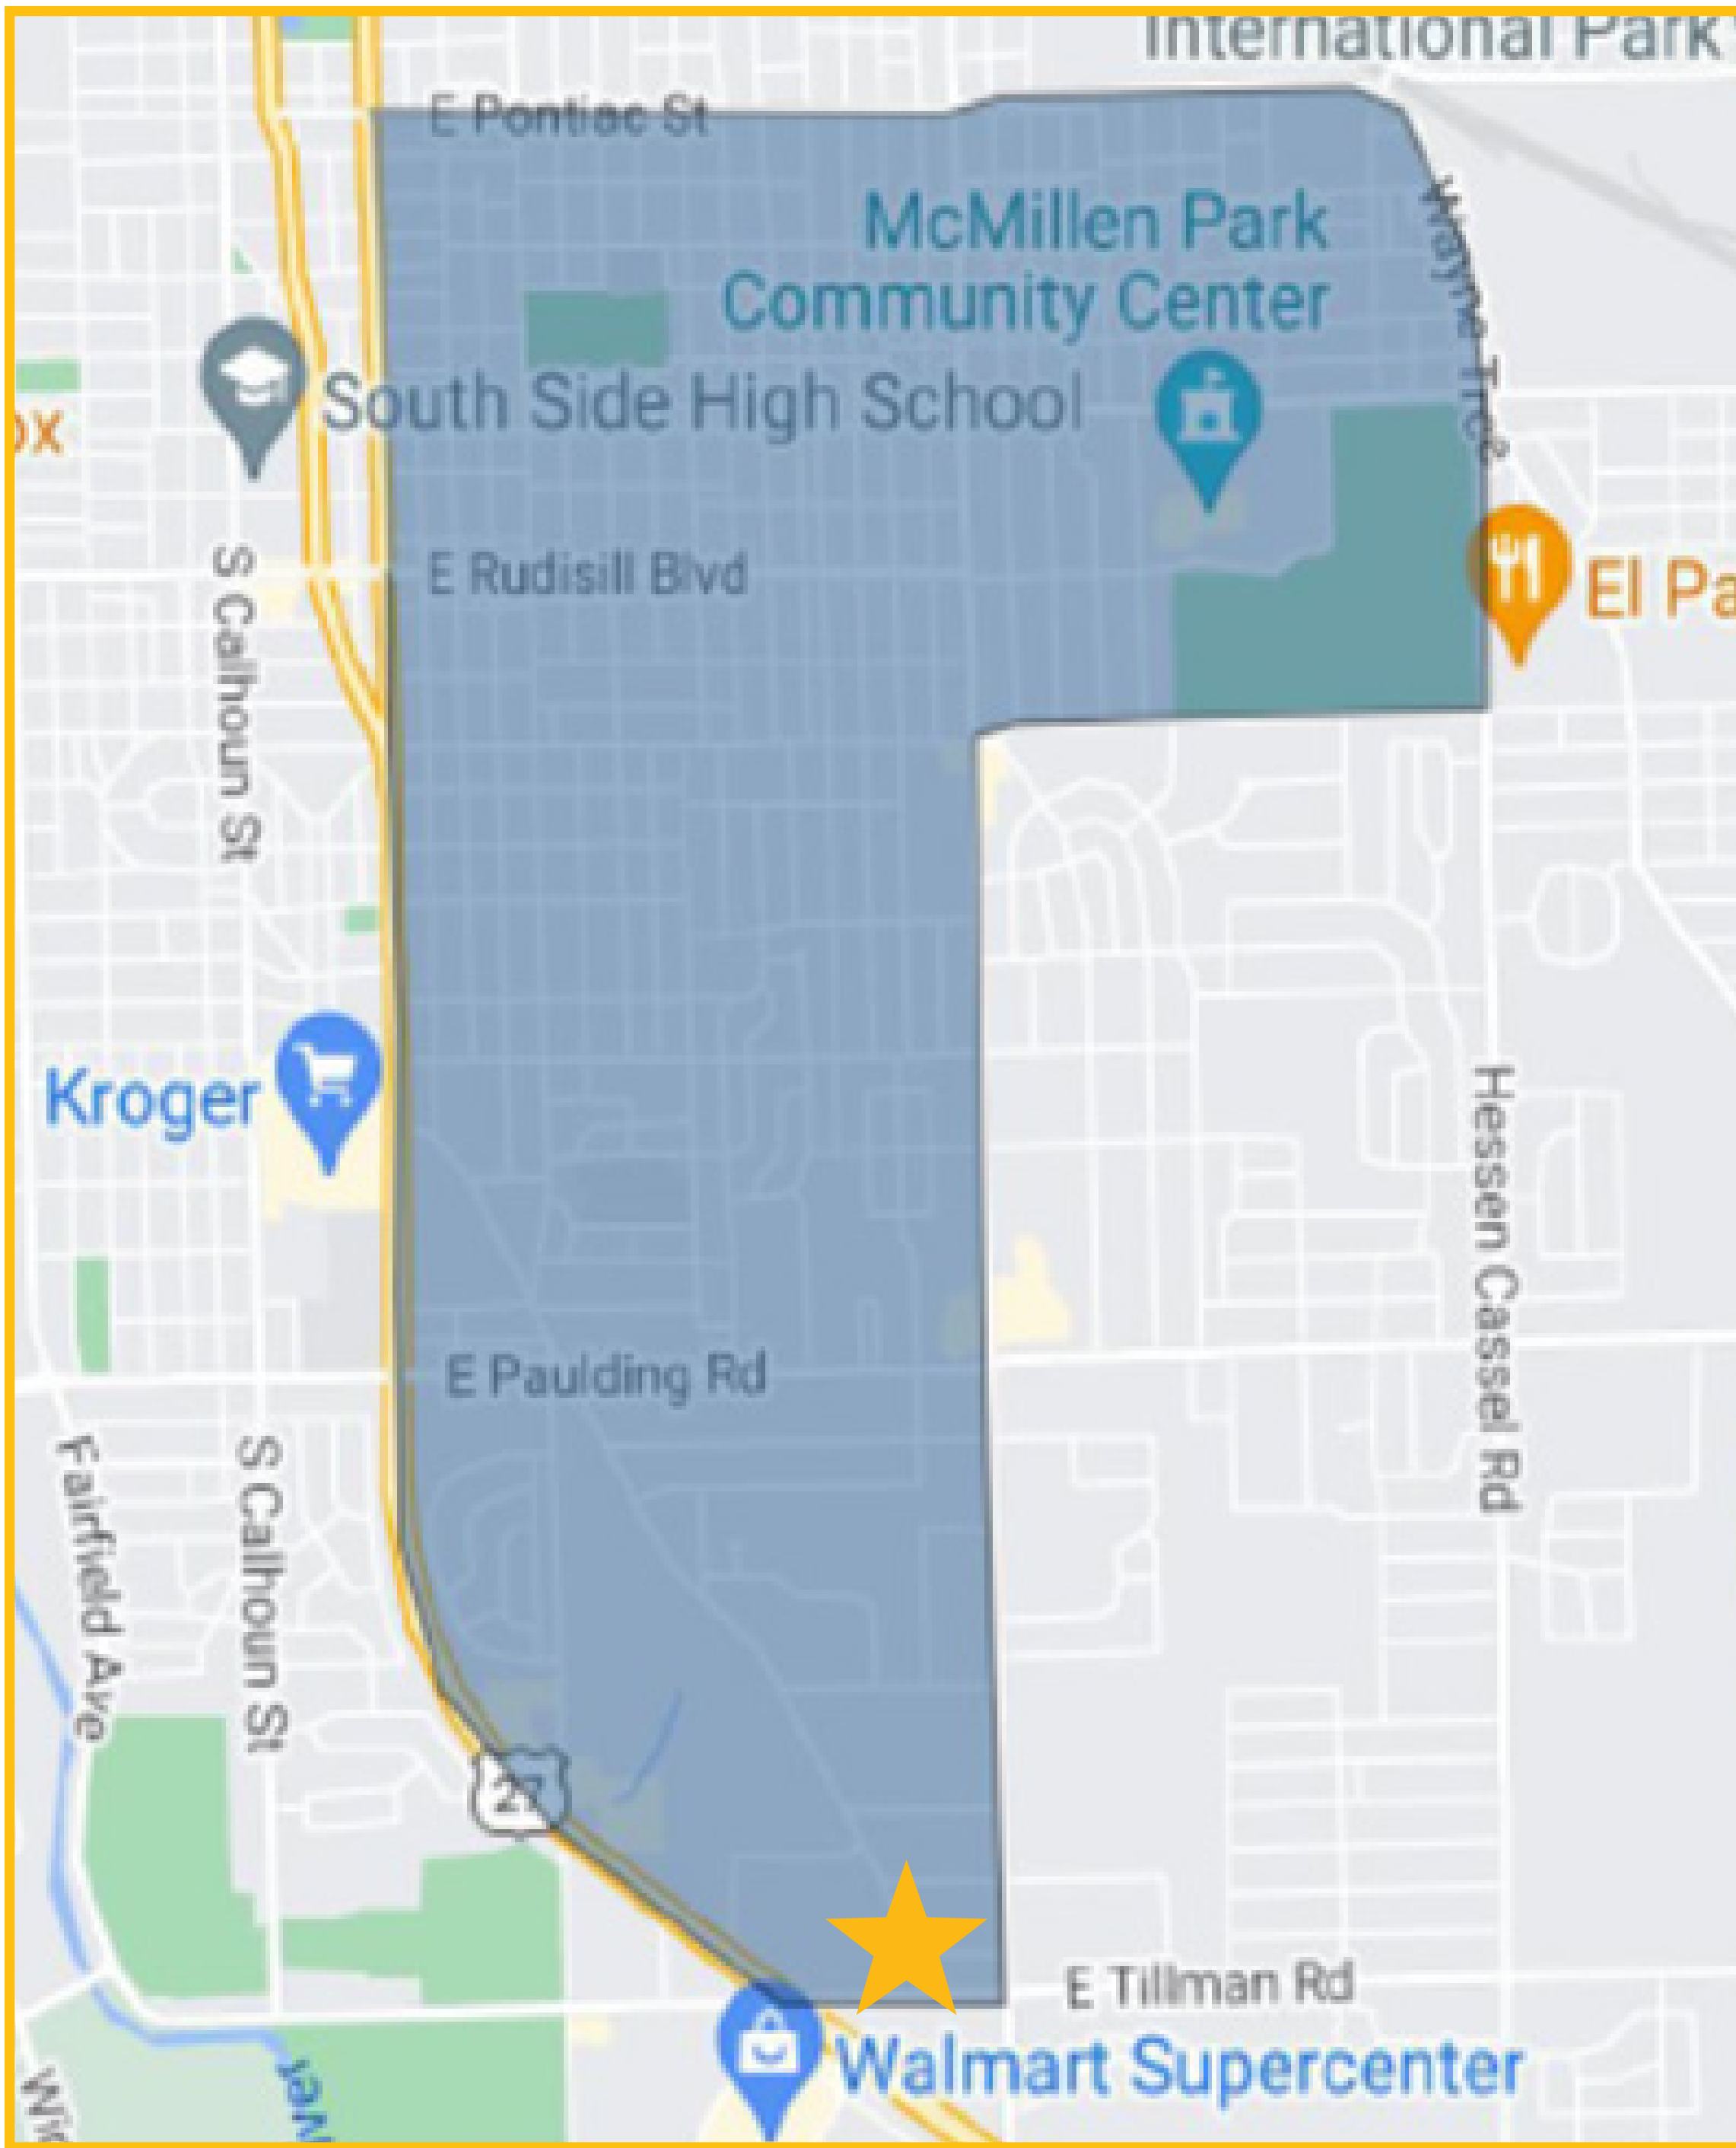 International Park
E Pontiac St
McMillen Park
Community Center
Wayne Trce
South Side High School
ox
E Rudisill Blvd
El Pa
S Calhoun St
Kroger
Hessen Cassel Rd
E Paulding Rd
Fairfield Ave
S Calhoun St
27
E Tillman Rd
Walmart Supercenter